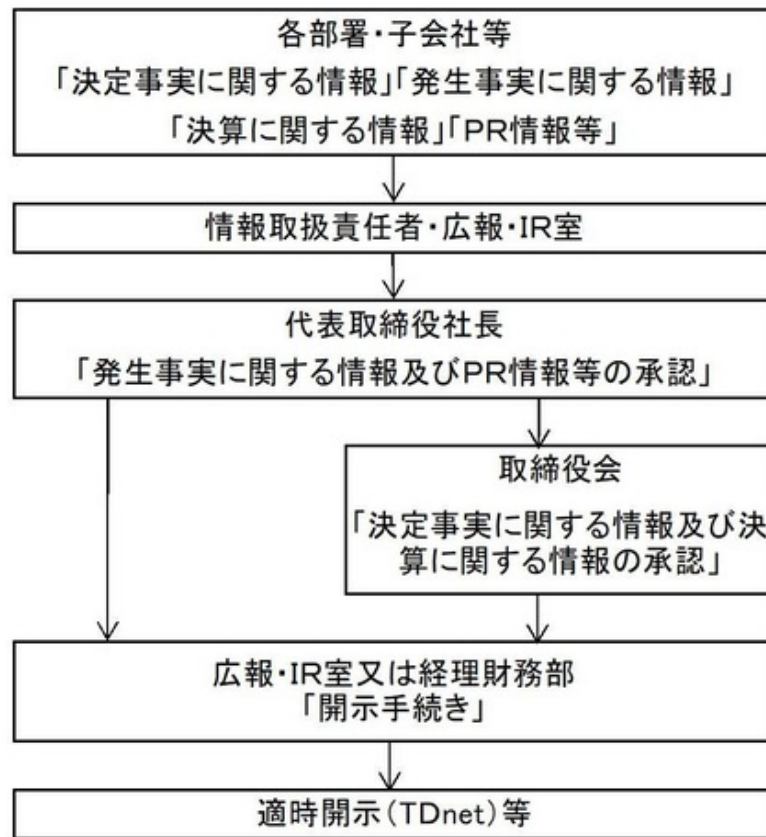 各部署・子会社等
「決定事実に関する情報」「発生事実に関する情報」
「決算に関する情報」「PR情報等」
情報取扱責任者・広報・IR室
代表取締役社長
「発生事実に関する情報及びPR情報等の承認」
取締役会
「決定事実に関する情報及び決
算に関する情報の承認」
広報・IR室又は経理財務部
「開示手続き」
適時開示(TDnet)等